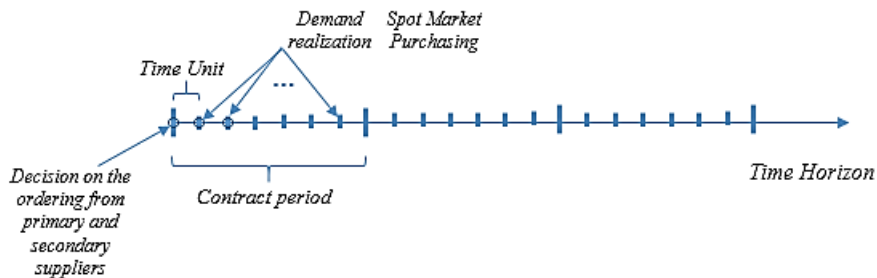 Demand
realization
Spot Market
Purchasing
Time Unit
...
Decision on the
ordering from
primary and
secondary
suppliers
Contract period
Time Horizon